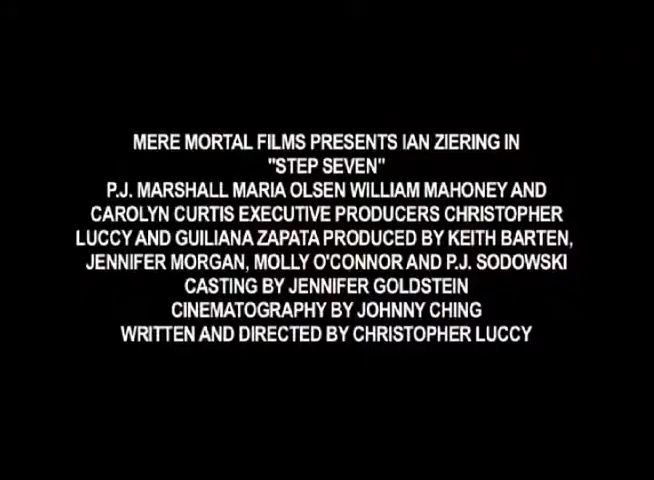 MERE MORTAL FILMS PRESENTS IAN ZIERING IN
"STEP SEVEN"
P.J. MARSHALL MARIA OLSEN WILLIAM MAHONEY AND
CAROLYN CURTIS EXECUTIVE PRODUCERS CHRISTOPHER
LUCCY AND GUILIANA ZAPATA PRODUCED BY KEITH BARTEN,
JENNIFER MORGAN, MOLLY O'CONNOR AND P.J. SODOWSKI
CASTING BY JENNIFER GOLDSTEIN
CINEMATOGRAPHY BY JOHNNY CHING
WRITTEN AND DIRECTED BY CHRISTOPHER LUCCY